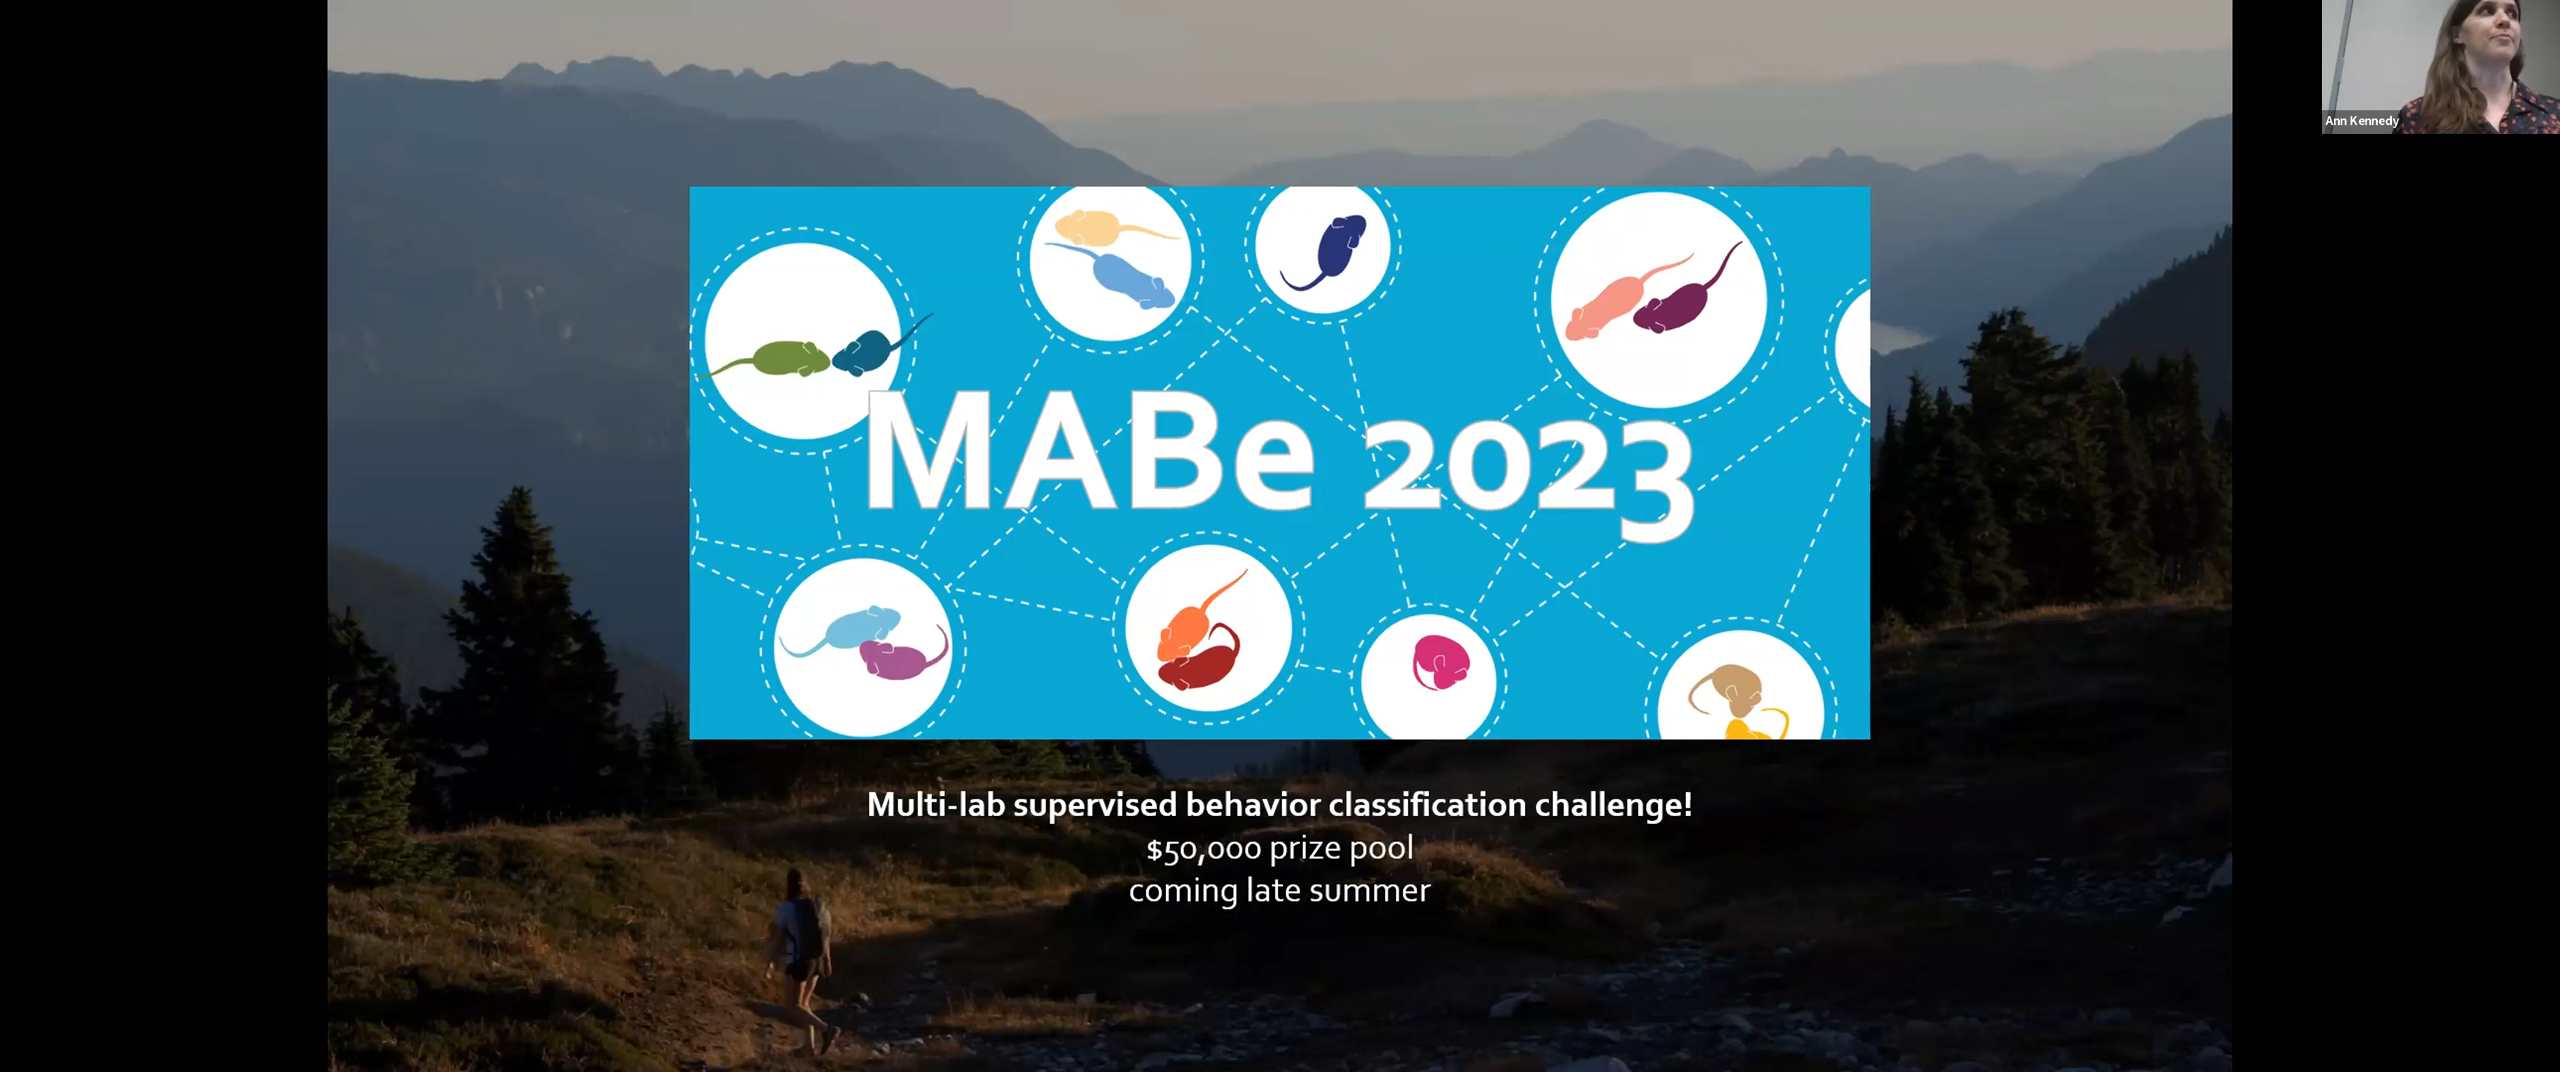 Ann Kennedy
MABe 2023
Multi-lab supervised behavior classification challenge!
$50,000 prize pool
coming late summer